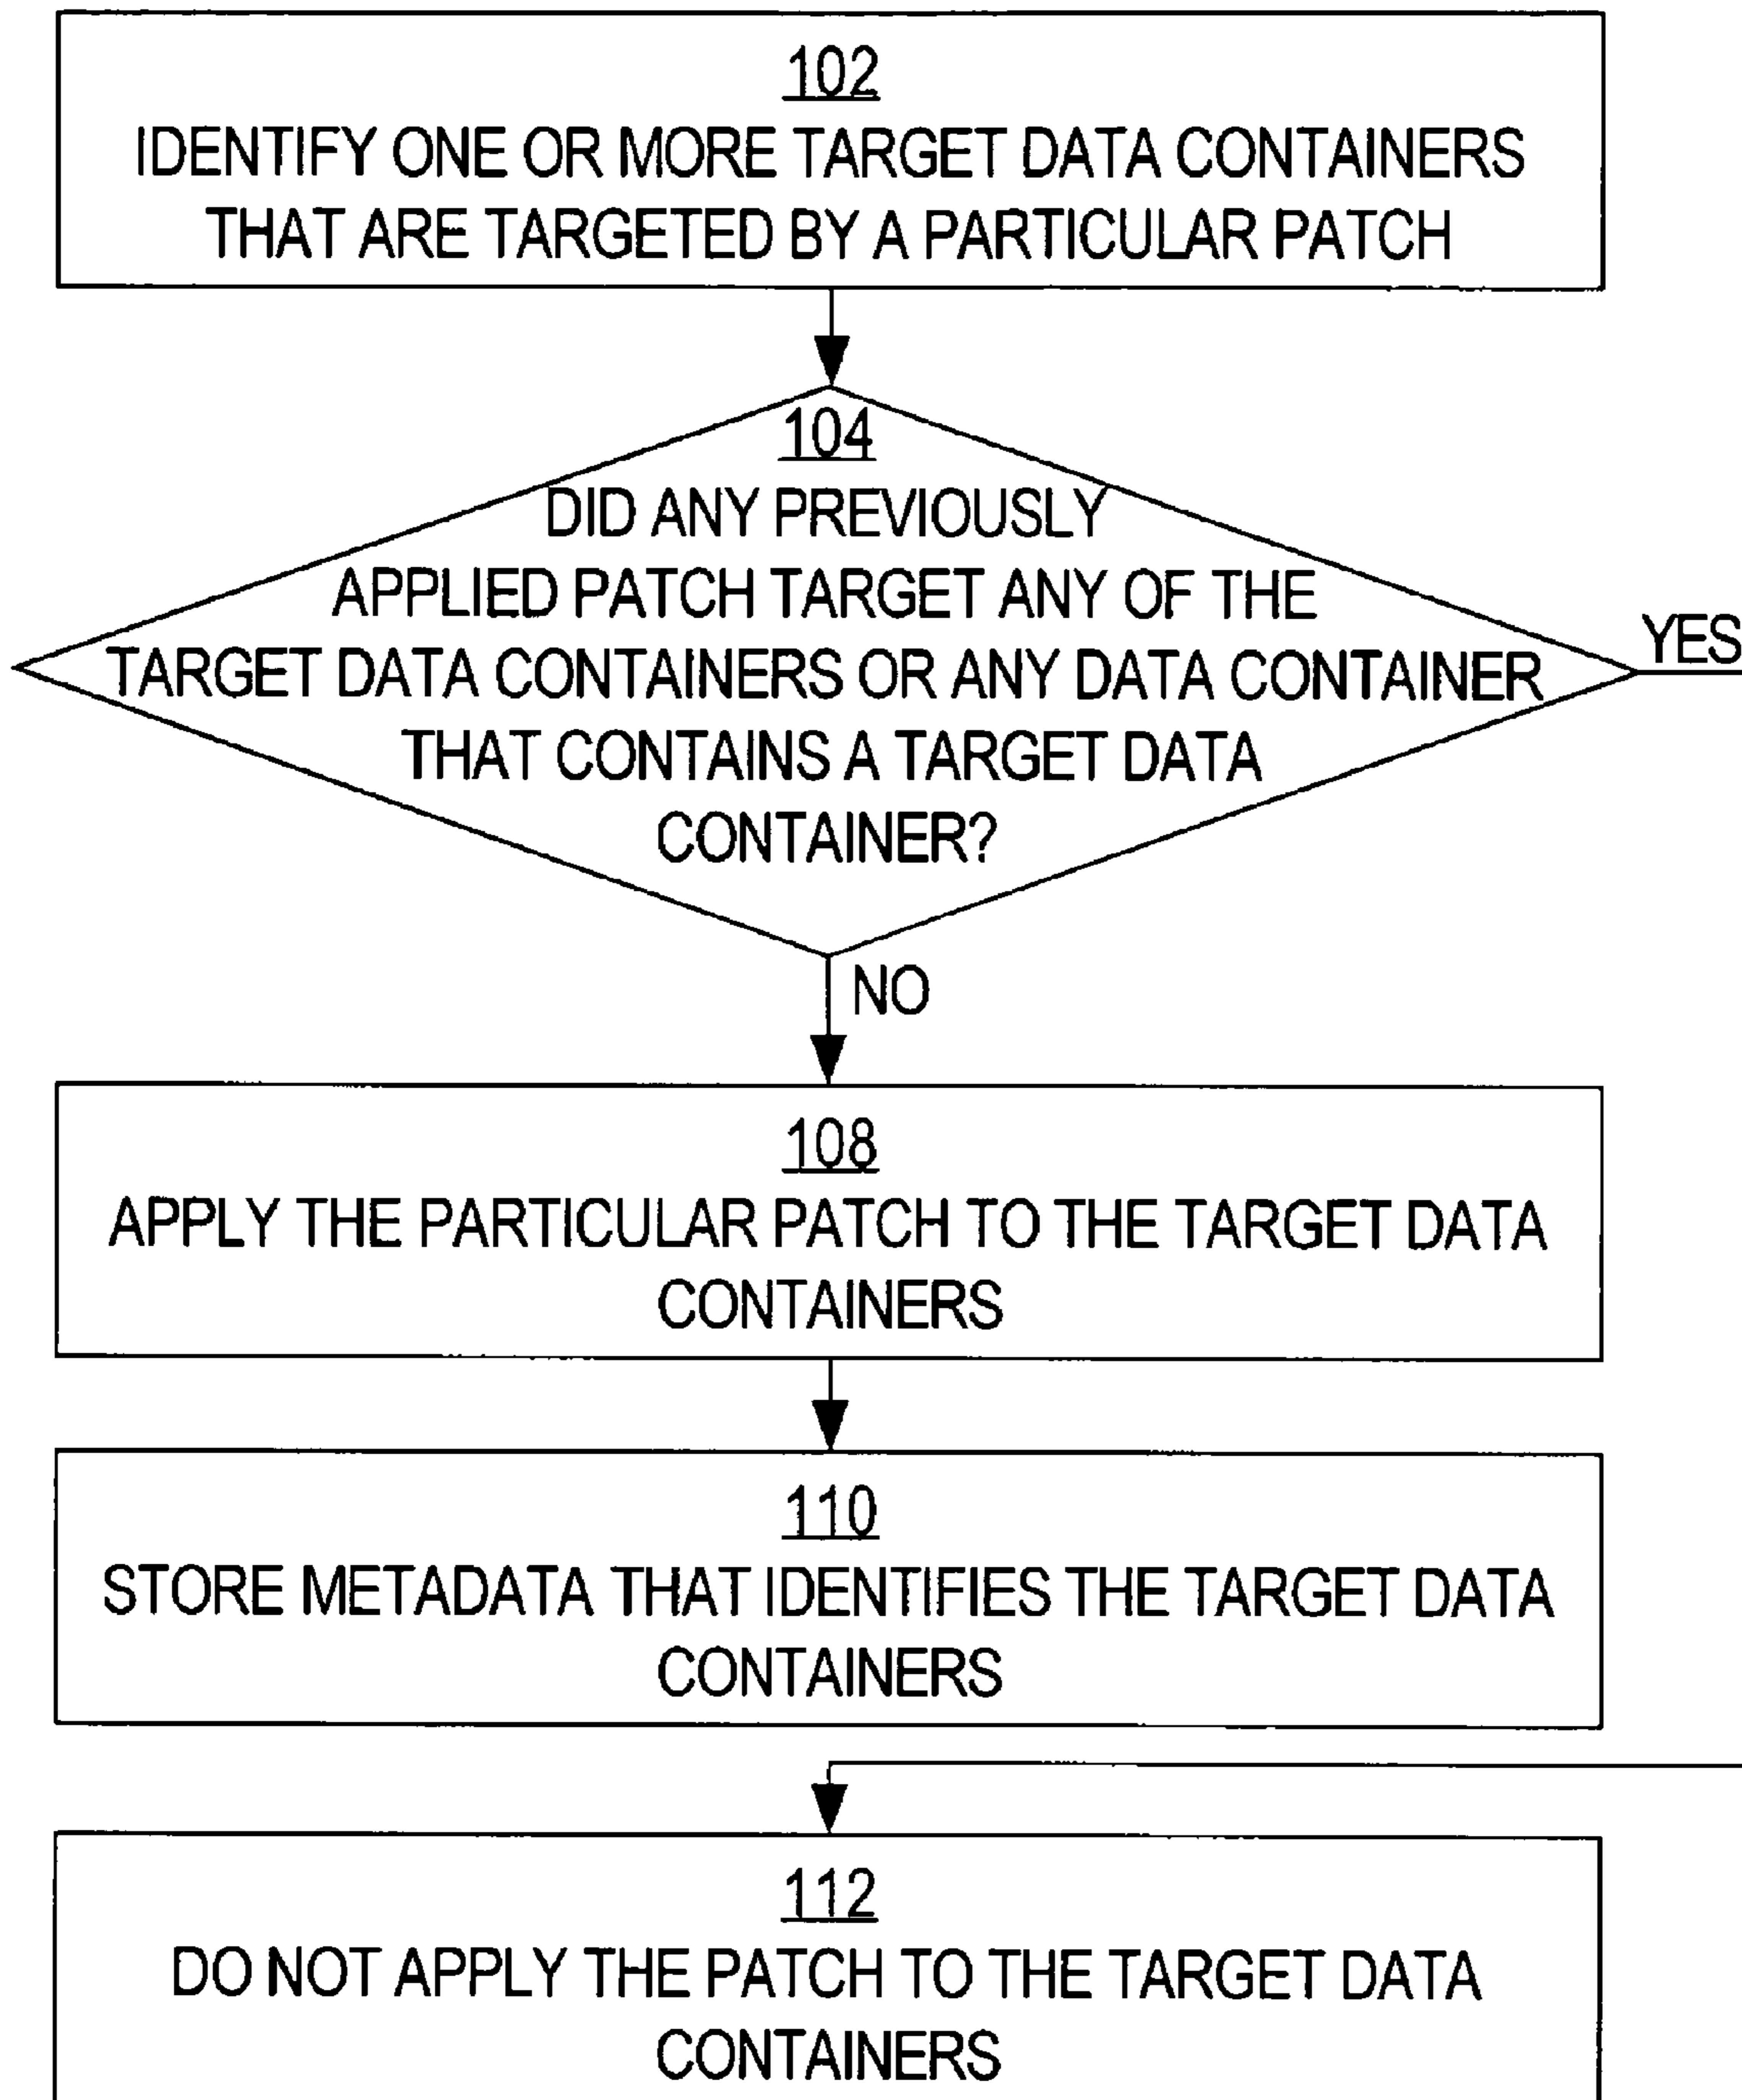 102
IDENTIFY ONE OR MORE TARGET DATA CONTAINERS
THAT ARE TARGETED BY A PARTICULAR PATCH
104
DID ANY PREVIOUSLY
APPLIED PATCH TARGET ANY OF THE
TARGET DATA CONTAINERS OR ANY DATA CONTAINER
THAT CONTAINS A TARGET DATA
CONTAINER?
YES
NO
108
APPLY THE PARTICULAR PATCH TO THE TARGET DATA
CONTAINERS
110
STORE METADATA THAT IDENTIFIES THE TARGET DATA
CONTAINERS
112
DO NOT APPLY THE PATCH TO THE TARGET DATA
CONTAINERS